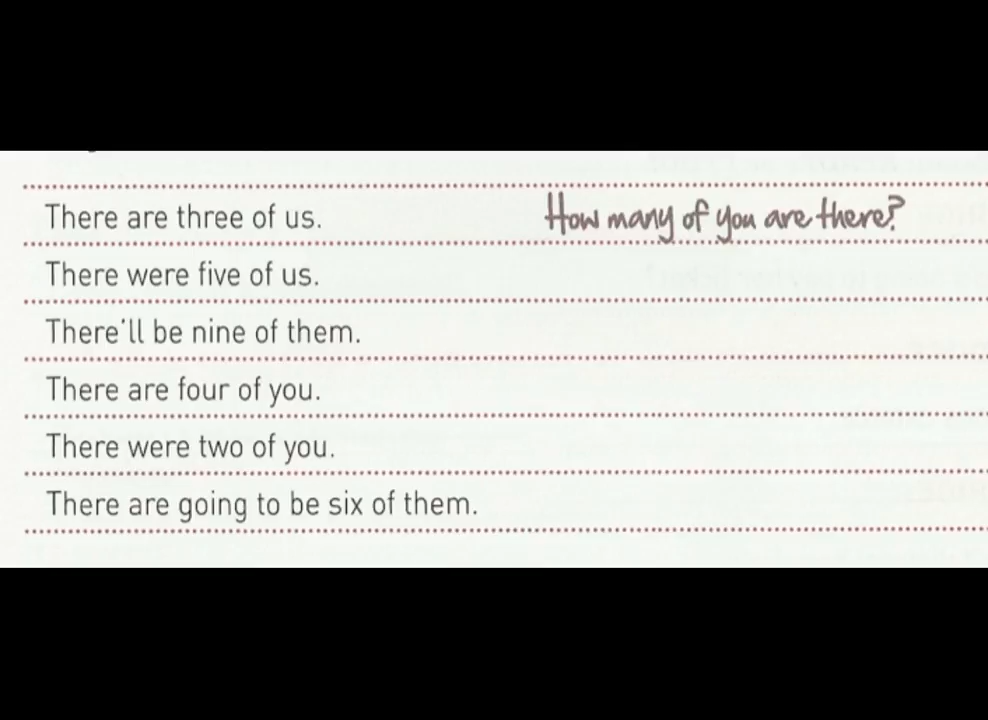 There are three of us. How many of you are there?
There were five of us.
There'll be nine of them.
There are four of you.
There were two of you.
There are going to be six of them.